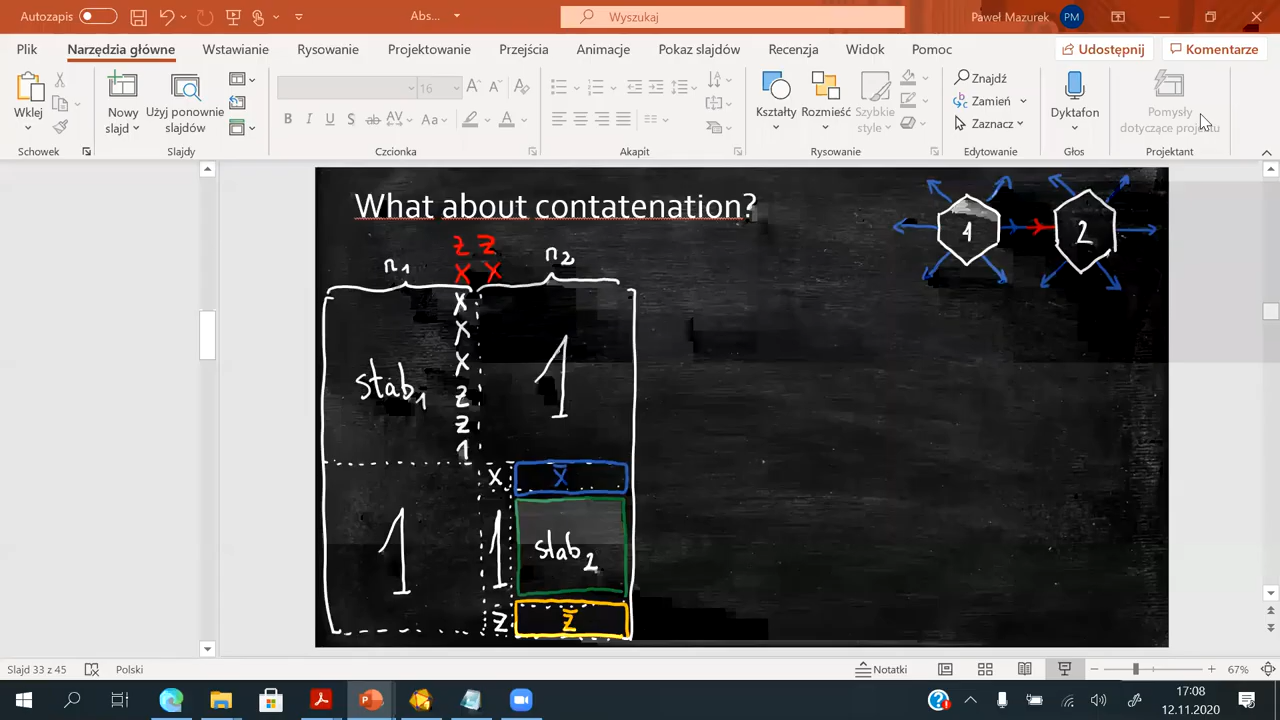 Autozapis
Abs...
Wyszukaj
Paweł Mazurek
PM
Plik
Narzędzia główne
Wstawianie
Rysowanie
Projektowanie
Przejścia
Animacje
Pokaz slajdów
Recenzja
Widok
Pomoc
Udostępnij
Komentarze
Wklej
Nowy slajd
Użyj ponownie slajdów
16
Kształty
Rozmieść
Szybkie style
Znajdź
Zamień
Zaznacz
Dyktafon
Pomysły dotyczące projektu
Schowek
Slajdy
Czcionka
Akapit
Rysowanie
Edytowanie
Głos
Projektant
What about contatenation?
1
2
Z Z
n1
X X
n2
X
X
stab1
X
1
Z
Z
1
X
X̄
1
1
stab2
Z
Z̄
Slajd 33 z 45
Polski
Notatki
67%
17:08
12.11.2020